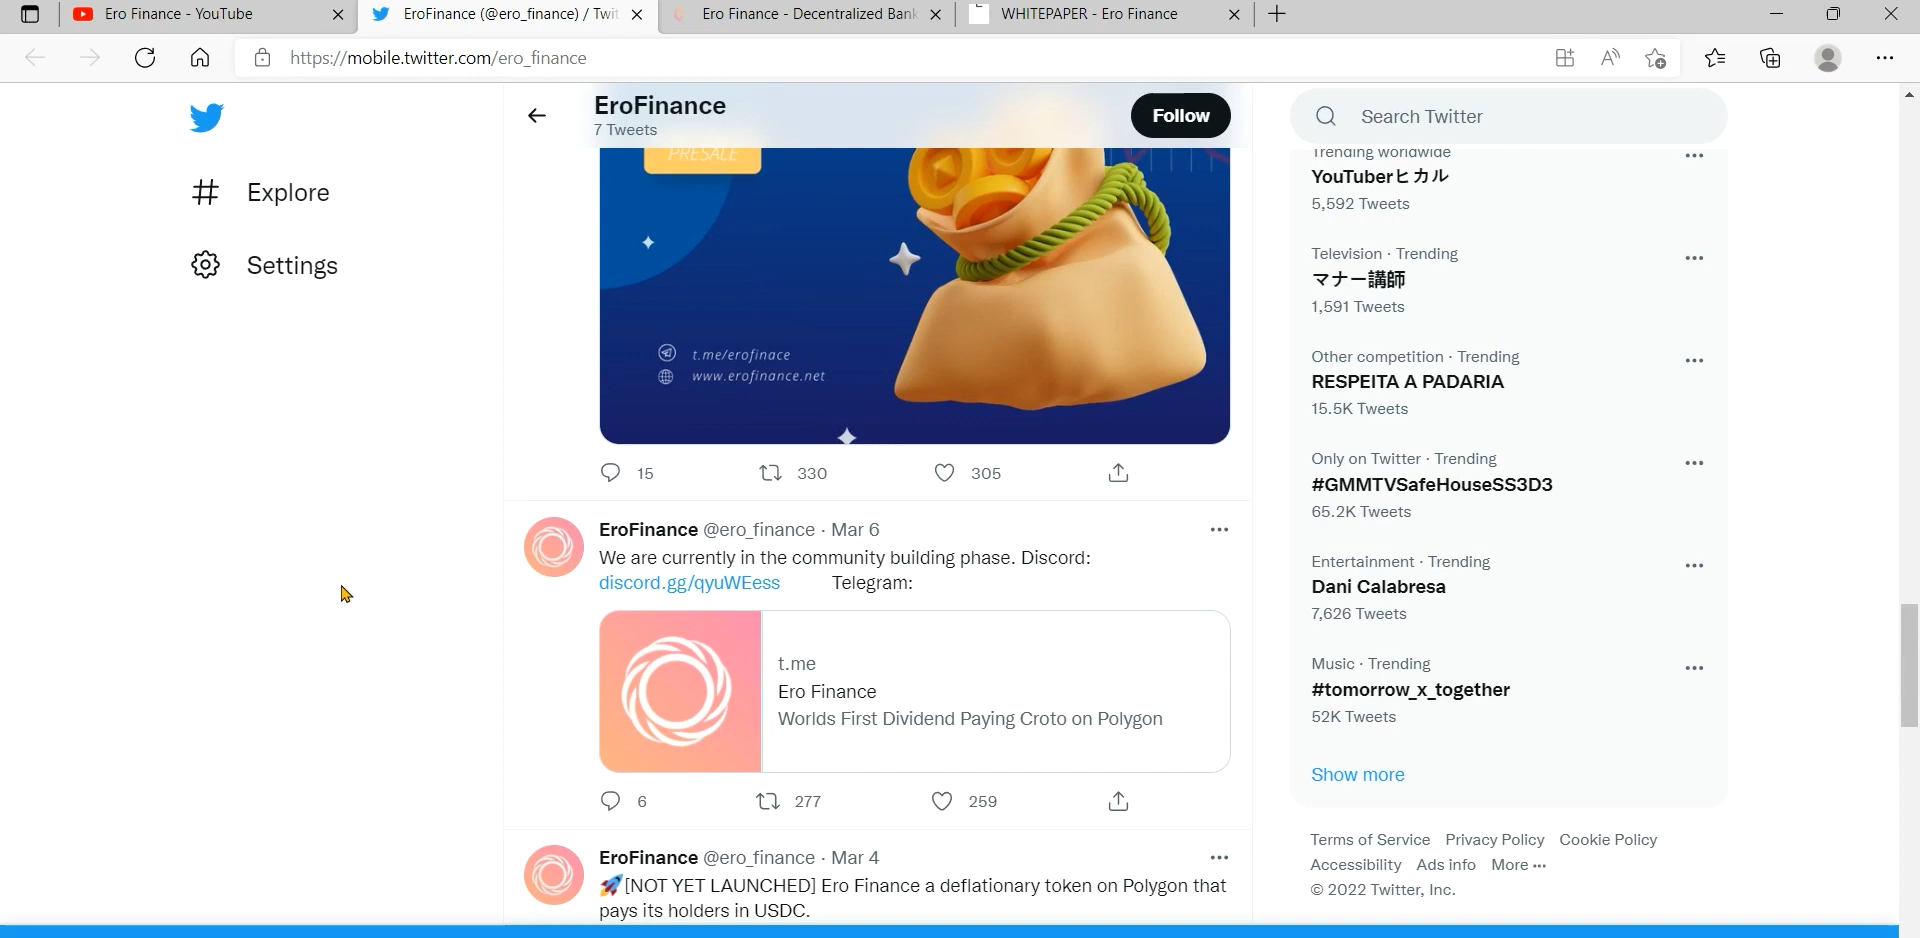 Ero Finance - YouTube
EroFinance (@ero_finance) / Twit
Ero Finance - Decentralized Bank
WHITEPAPER - Ero Finance
https://mobile.twitter.com/ero_finance
EroFinance
7 Tweets
Follow
Search Twitter
Explore
Settings
PRESALE
t.me/erofinace
www.erofinance.net
15
330
305
EroFinance @ero_finance · Mar 6
We are currently in the community building phase. Discord:
discord.gg/qyuWEess Telegram:
t.me
Ero Finance
Worlds First Dividend Paying Croto on Polygon
6
277
259
EroFinance @ero_finance · Mar 4
🚀[NOT YET LAUNCHED] Ero Finance a deflationary token on Polygon that
pays its holders in USDC.
Trending worldwide
YouTuberヒカル
5,592 Tweets
Television · Trending
マナー講師
1,591 Tweets
Other competition · Trending
RESPEITA A PADARIA
15.5K Tweets
Only on Twitter · Trending
#GMMTVSafeHouseSS3D3
65.2K Tweets
Entertainment · Trending
Dani Calabresa
7,626 Tweets
Music · Trending
#tomorrow_x_together
52K Tweets
Show more
Terms of Service Privacy Policy Cookie Policy
Accessibility Ads info More ···
© 2022 Twitter, Inc.